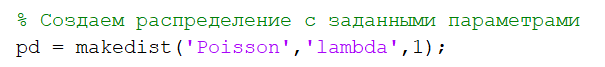 % Создаем распределение с заданными параметрами
pd = makedist('Poisson','lambda',1);